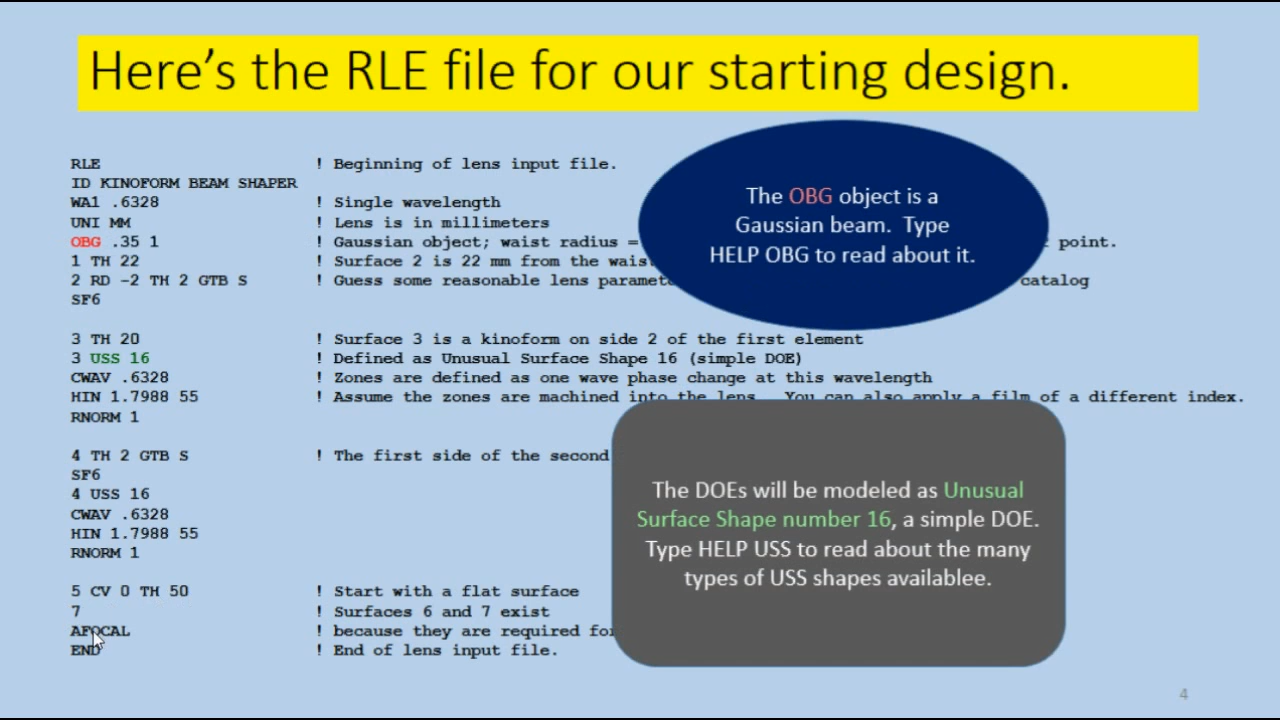 Here's the RLE file for our starting design.
RLE ! Beginning of lens input file.
ID KINOFORM BEAM SHAPER
WA1 .6328 ! Single wavelength
UNI MM ! Lens is in millimeters
OBG .35 1 ! Gaussian object; waist radius = point.
1 TH 22 ! Surface 2 is 22 mm from the wais
2 RD -2 TH 2 GTB S ! Guess some reasonable lens paramet catalog
SF6
3 TH 20 ! Surface 3 is a kinoform on side 2 of the first element
3 USS 16 ! Defined as Unusual Surface Shape 16 (simple DOE)
CWAV .6328 ! Zones are defined as one wave phase change at this wavelength
HIN 1.7988 55 ! Assume the zones are machined into the lens. You can also apply a film of a different index.
RNORM 1
4 TH 2 GTB S ! The first side of the second
SF6
4 USS 16
CWAV .6328
HIN 1.7988 55
RNORM 1
5 CV 0 TH 50 ! Start with a flat surface
7 ! Surfaces 6 and 7 exist
AFOCAL ! because they are required for
END ! End of lens input file.
The OBG object is a
Gaussian beam. Type
HELP OBG to read about it.
The DOEs will be modeled as Unusual
Surface Shape number 16, a simple DOE.
Type HELP USS to read about the many
types of USS shapes availablee.
4